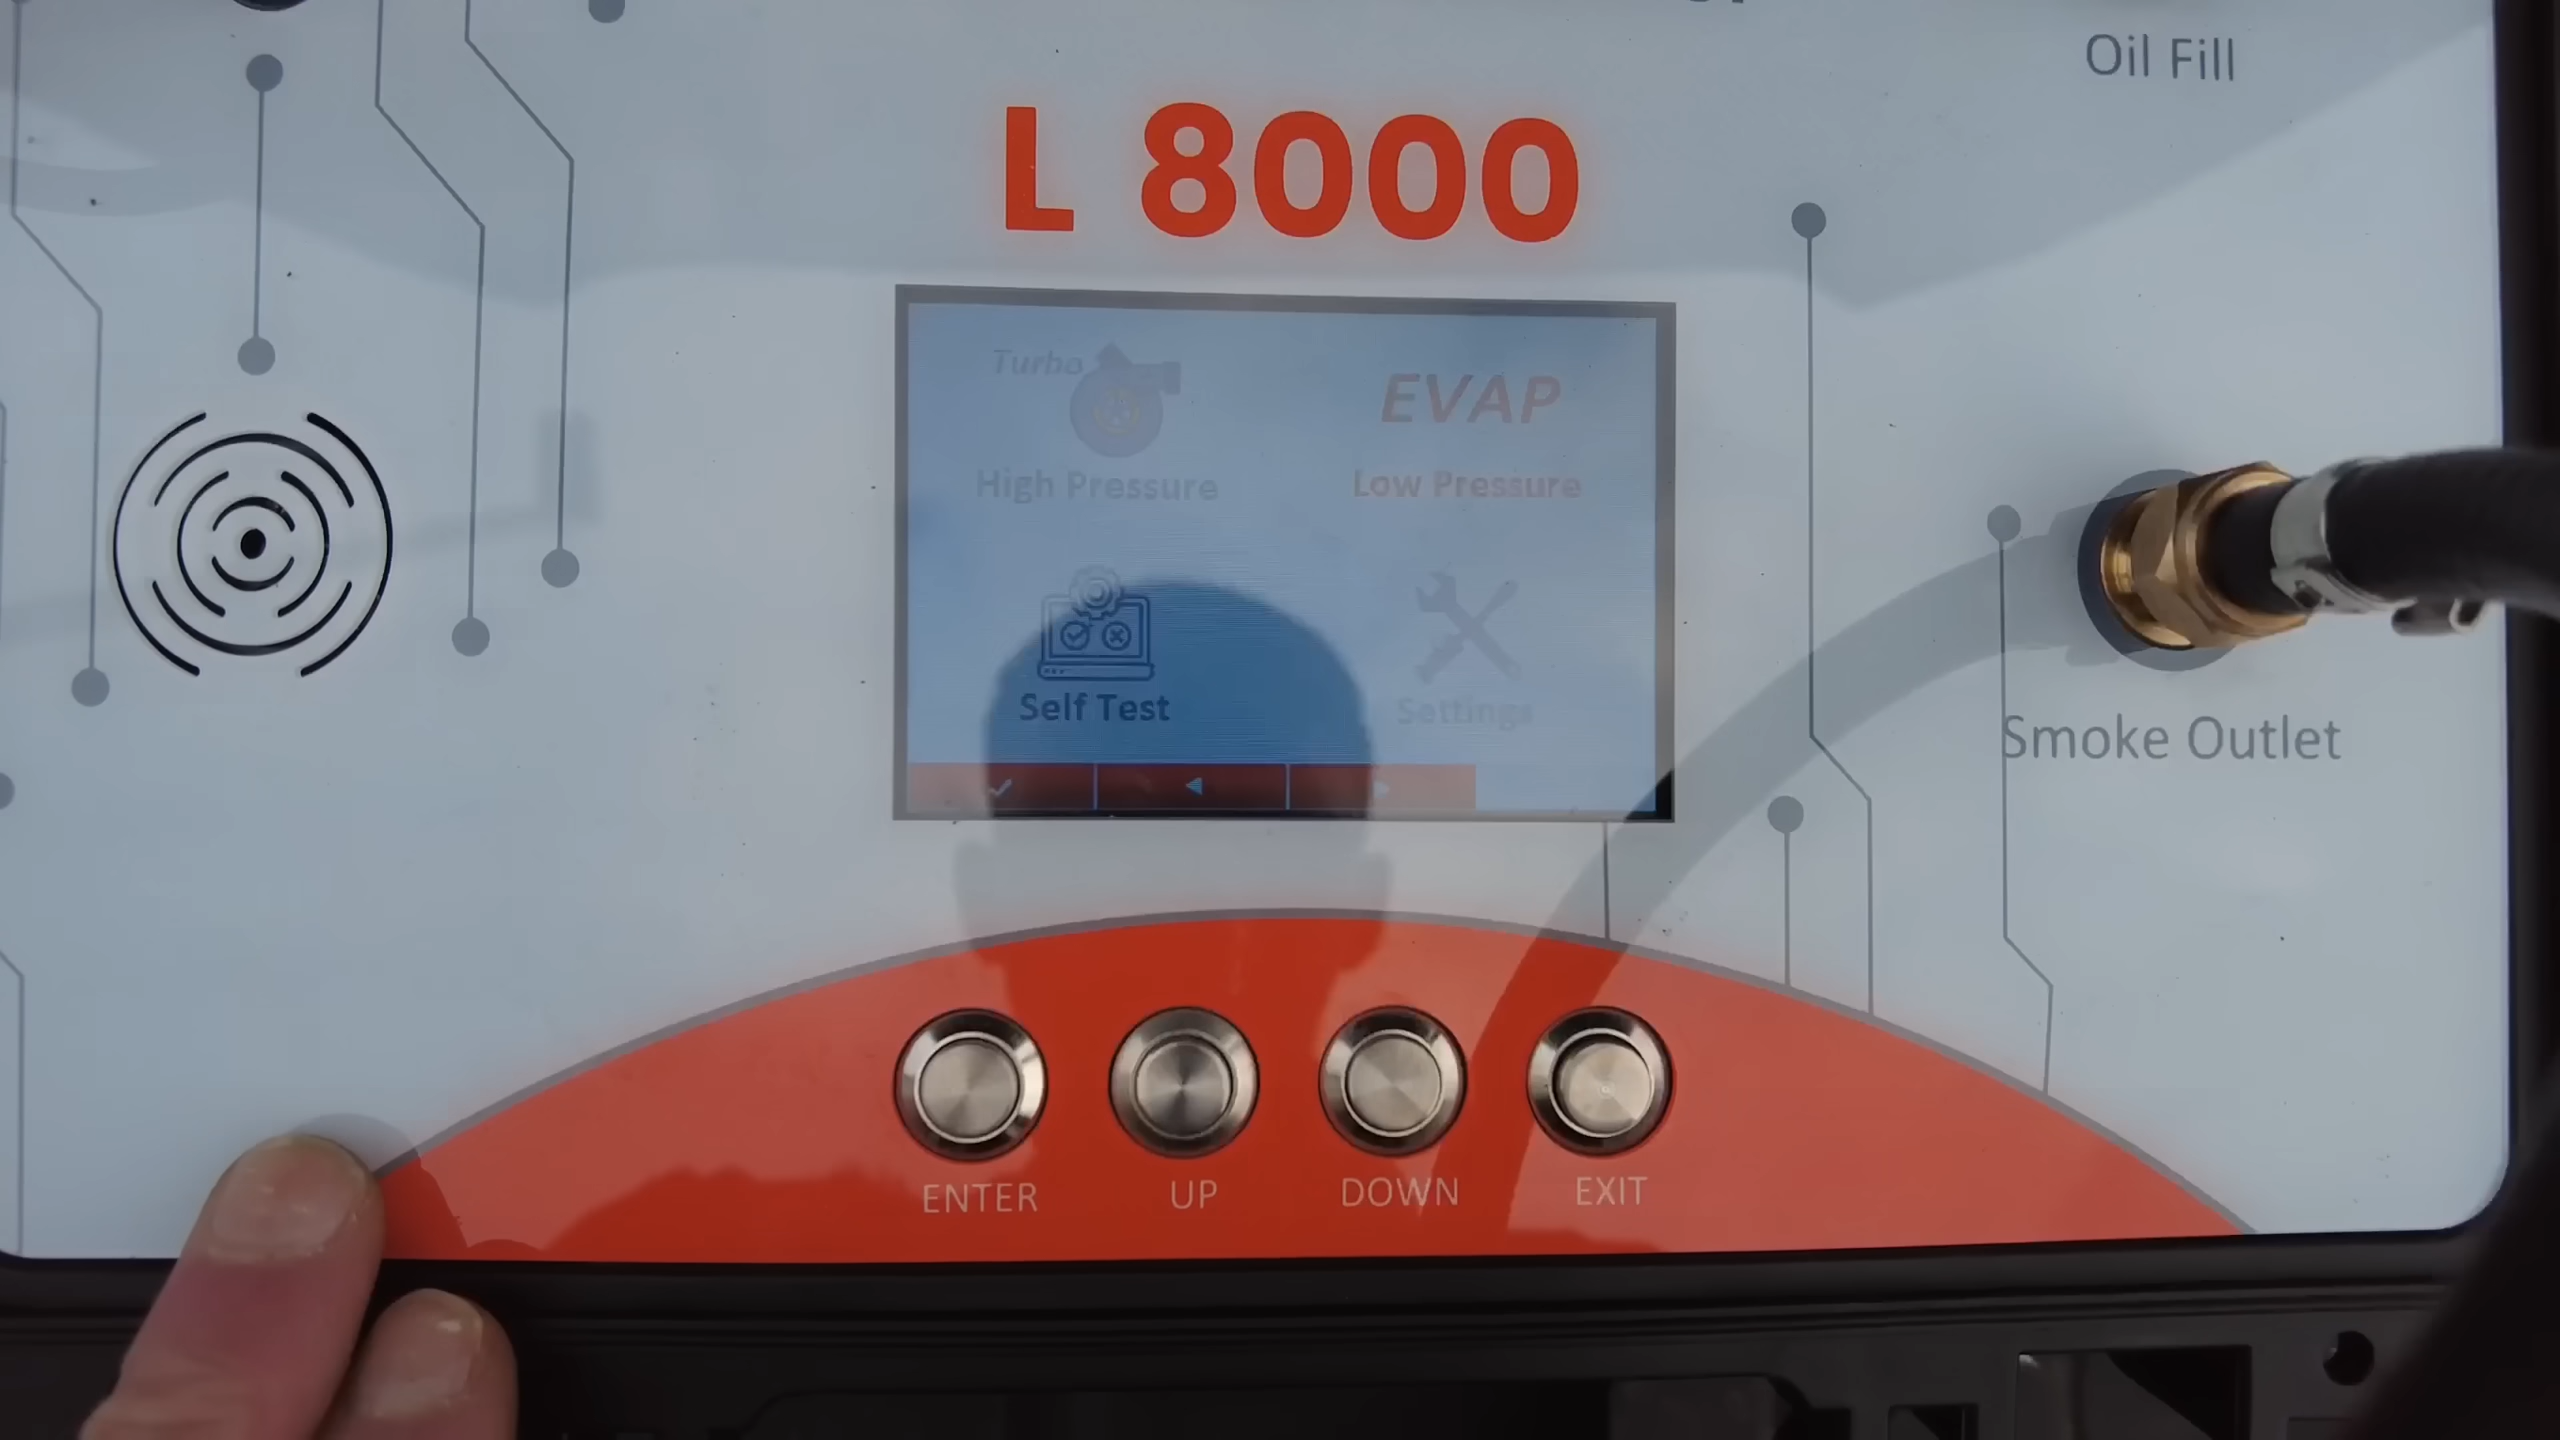 Oil Fill
L 8000
Turbo
EVAP
High Pressure
Low Pressure
Self Test
Settings
Smoke Outlet
ENTER
UP
DOWN
EXIT